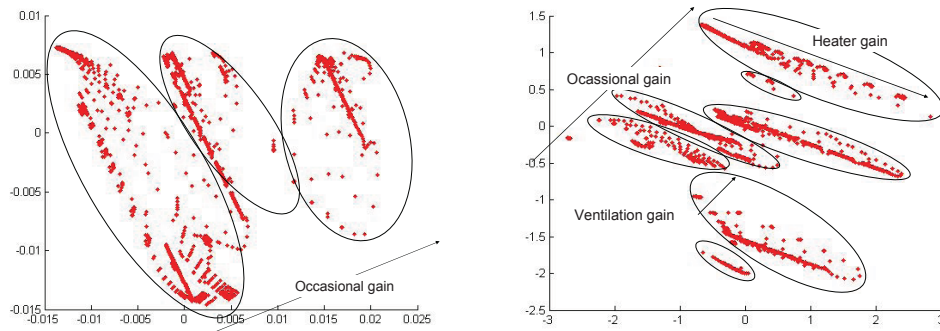 0.01
0.005
0
-0.005
-0.01
-0.015
-0.015 -0.01 -0.005 0 0.005 0.01 0.015 0.02 0.025
Occasional gain
1.5
1
0.5
0
-0.5
-1
-1.5
-2
-2.5
-3 -2 -1 0 1 2 3
Heater gain
Ocassional gain
Ventilation gain